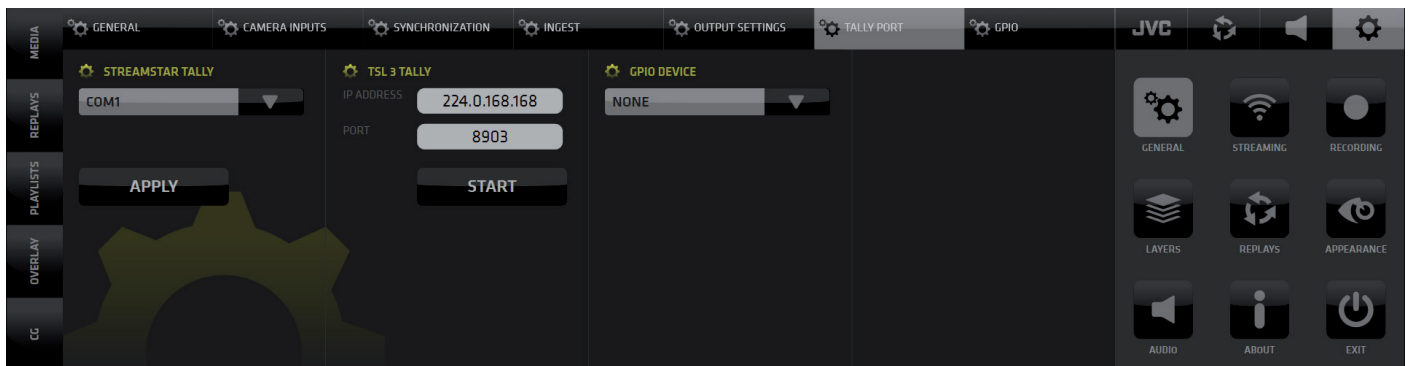 MEDIA
REPLAYS
PLAYLISTS
OVERLAY
CG
GENERAL
CAMERA INPUTS
SYNCHRONIZATION
INGEST
OUTPUT SETTINGS
TALLY PORT
GPIO
JVC
STREAMSTAR TALLY
COM1
APPLY
TSL 3 TALLY
IP ADDRESS
224.0.168.168
PORT
8903
START
GPIO DEVICE
NONE
GENERAL
STREAMING
RECORDING
LAYERS
REPLAYS
APPEARANCE
AUDIO
ABOUT
EXIT